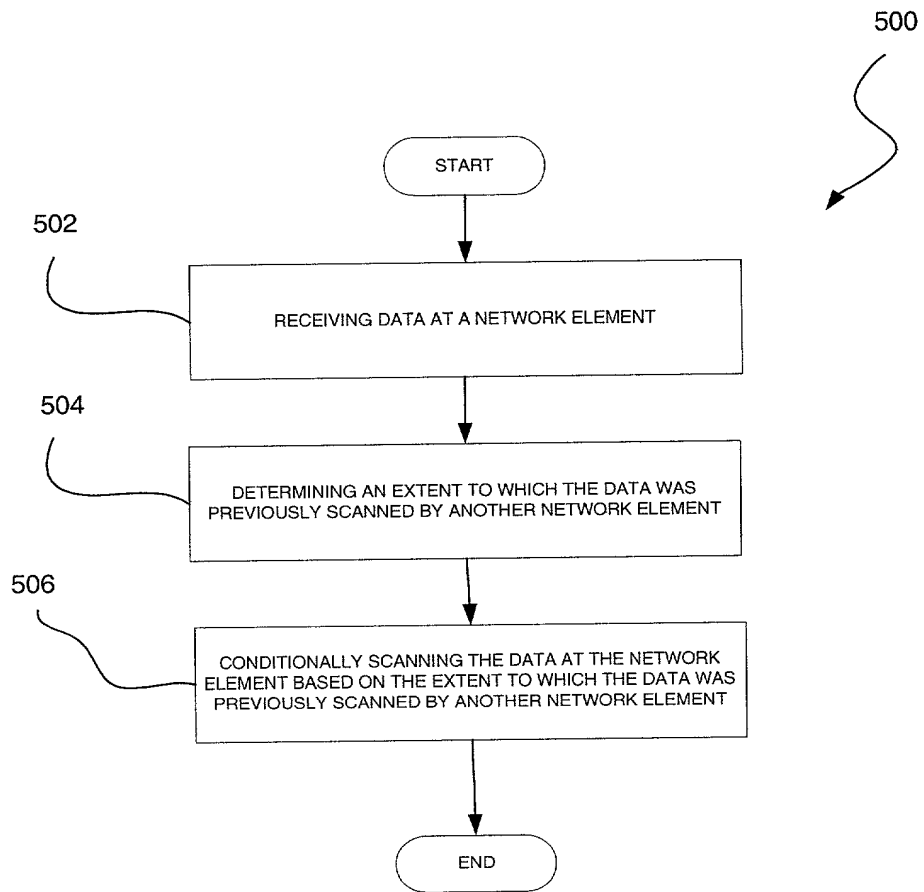 500
START
502
RECEIVING DATA AT A NETWORK ELEMENT
504
DETERMINING AN EXTENT TO WHICH THE DATA WAS
PREVIOUSLY SCANNED BY ANOTHER NETWORK ELEMENT
506
CONDITIONALLY SCANNING THE DATA AT THE NETWORK
ELEMENT BASED ON THE EXTENT TO WHICH THE DATA WAS
PREVIOUSLY SCANNED BY ANOTHER NETWORK ELEMENT
END